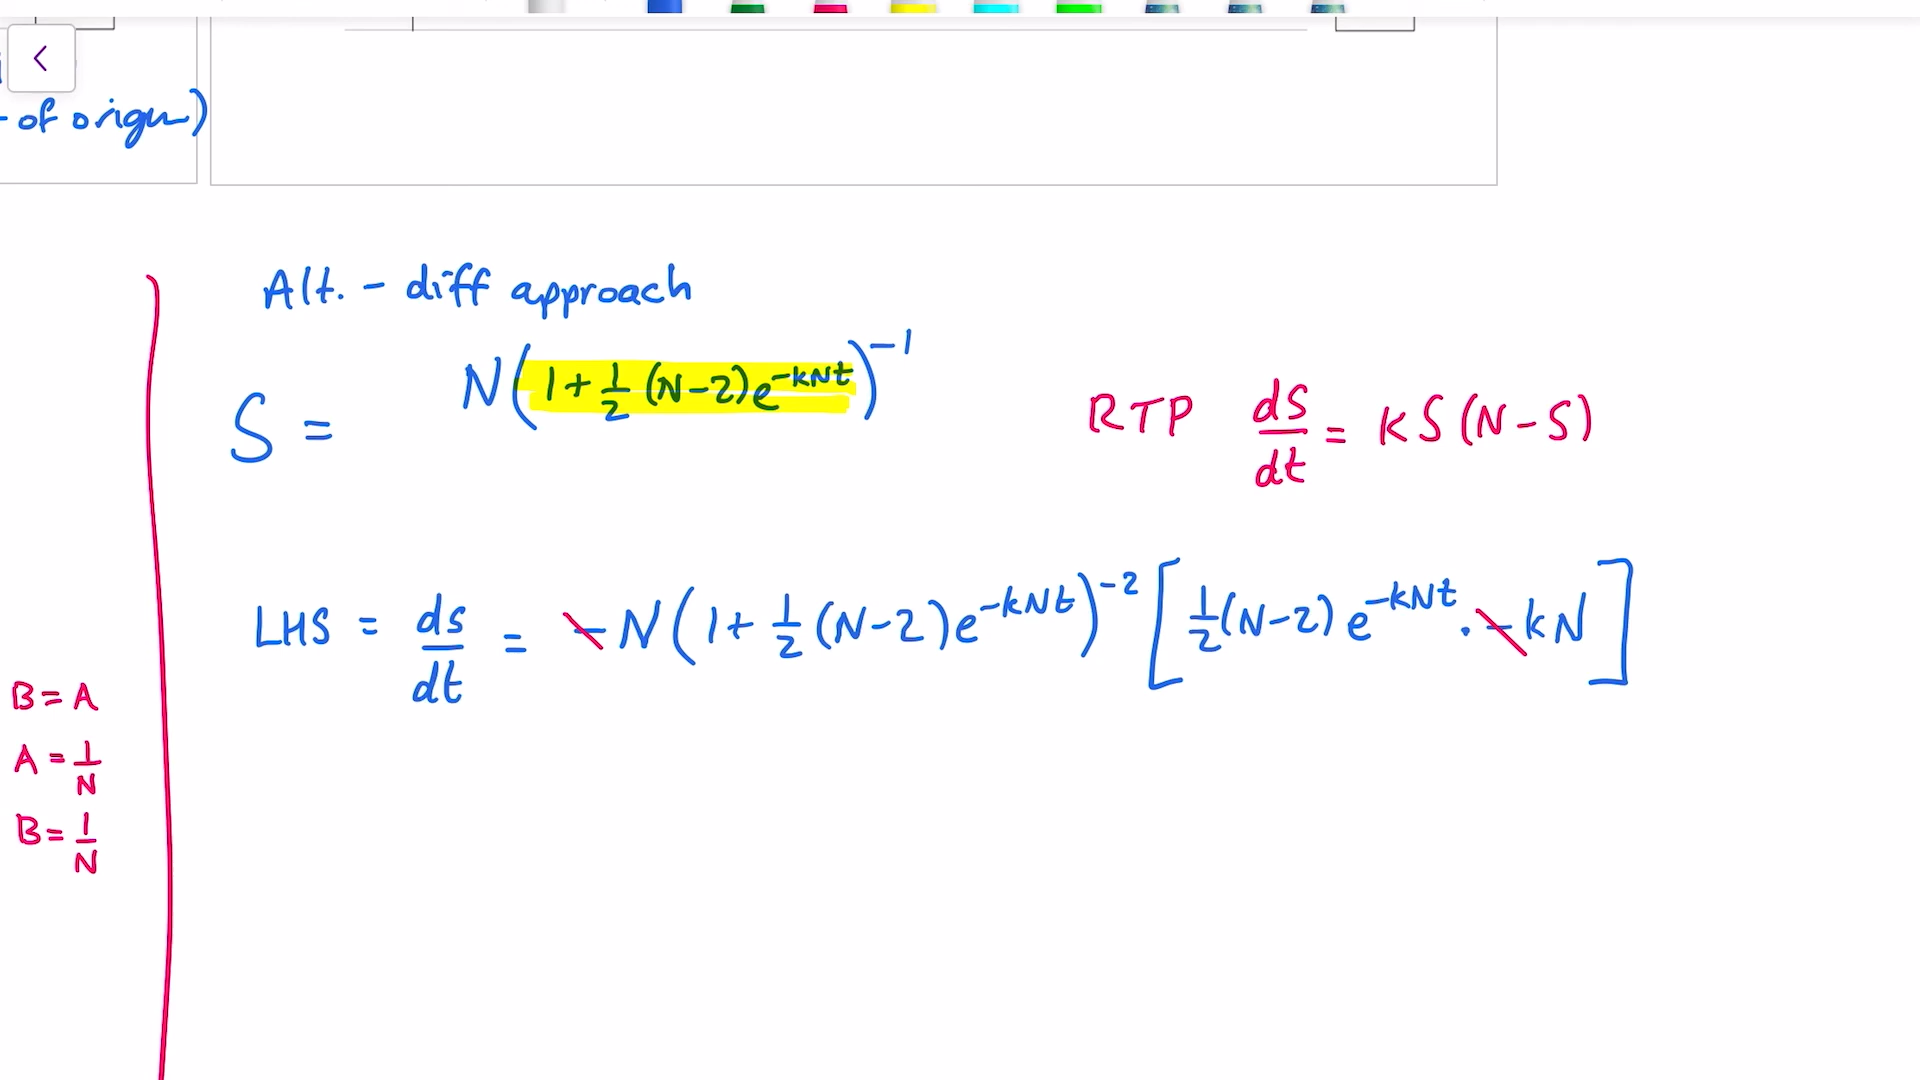 - of origin)
Alt. - diff approach
S = N(1+½(N-2)e^{-kNt})^{-1}
RTP dS/dt = kS(N-S)
LHS = ds/dt = -N(1+½(N-2)e^{-kNt})^{-2} [½(N-2)e^{-kNt} . -kN]
B = A
A = 1/N
B = 1/N